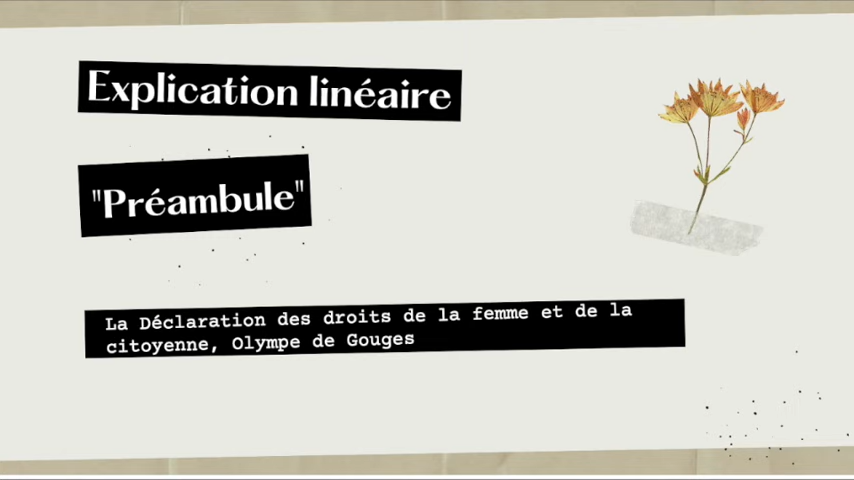 Explication linéaire
"Préambule"
La Déclaration des droits de la femme et de la
citoyenne, Olympe de Gouges